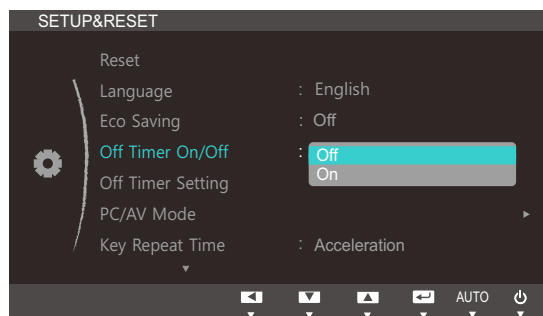 SETUP&RESET
Reset
Language : English
Eco Saving : Off
Off Timer On/Off : Off
On
Off Timer Setting
PC/AV Mode
Key Repeat Time : Acceleration
AUTO